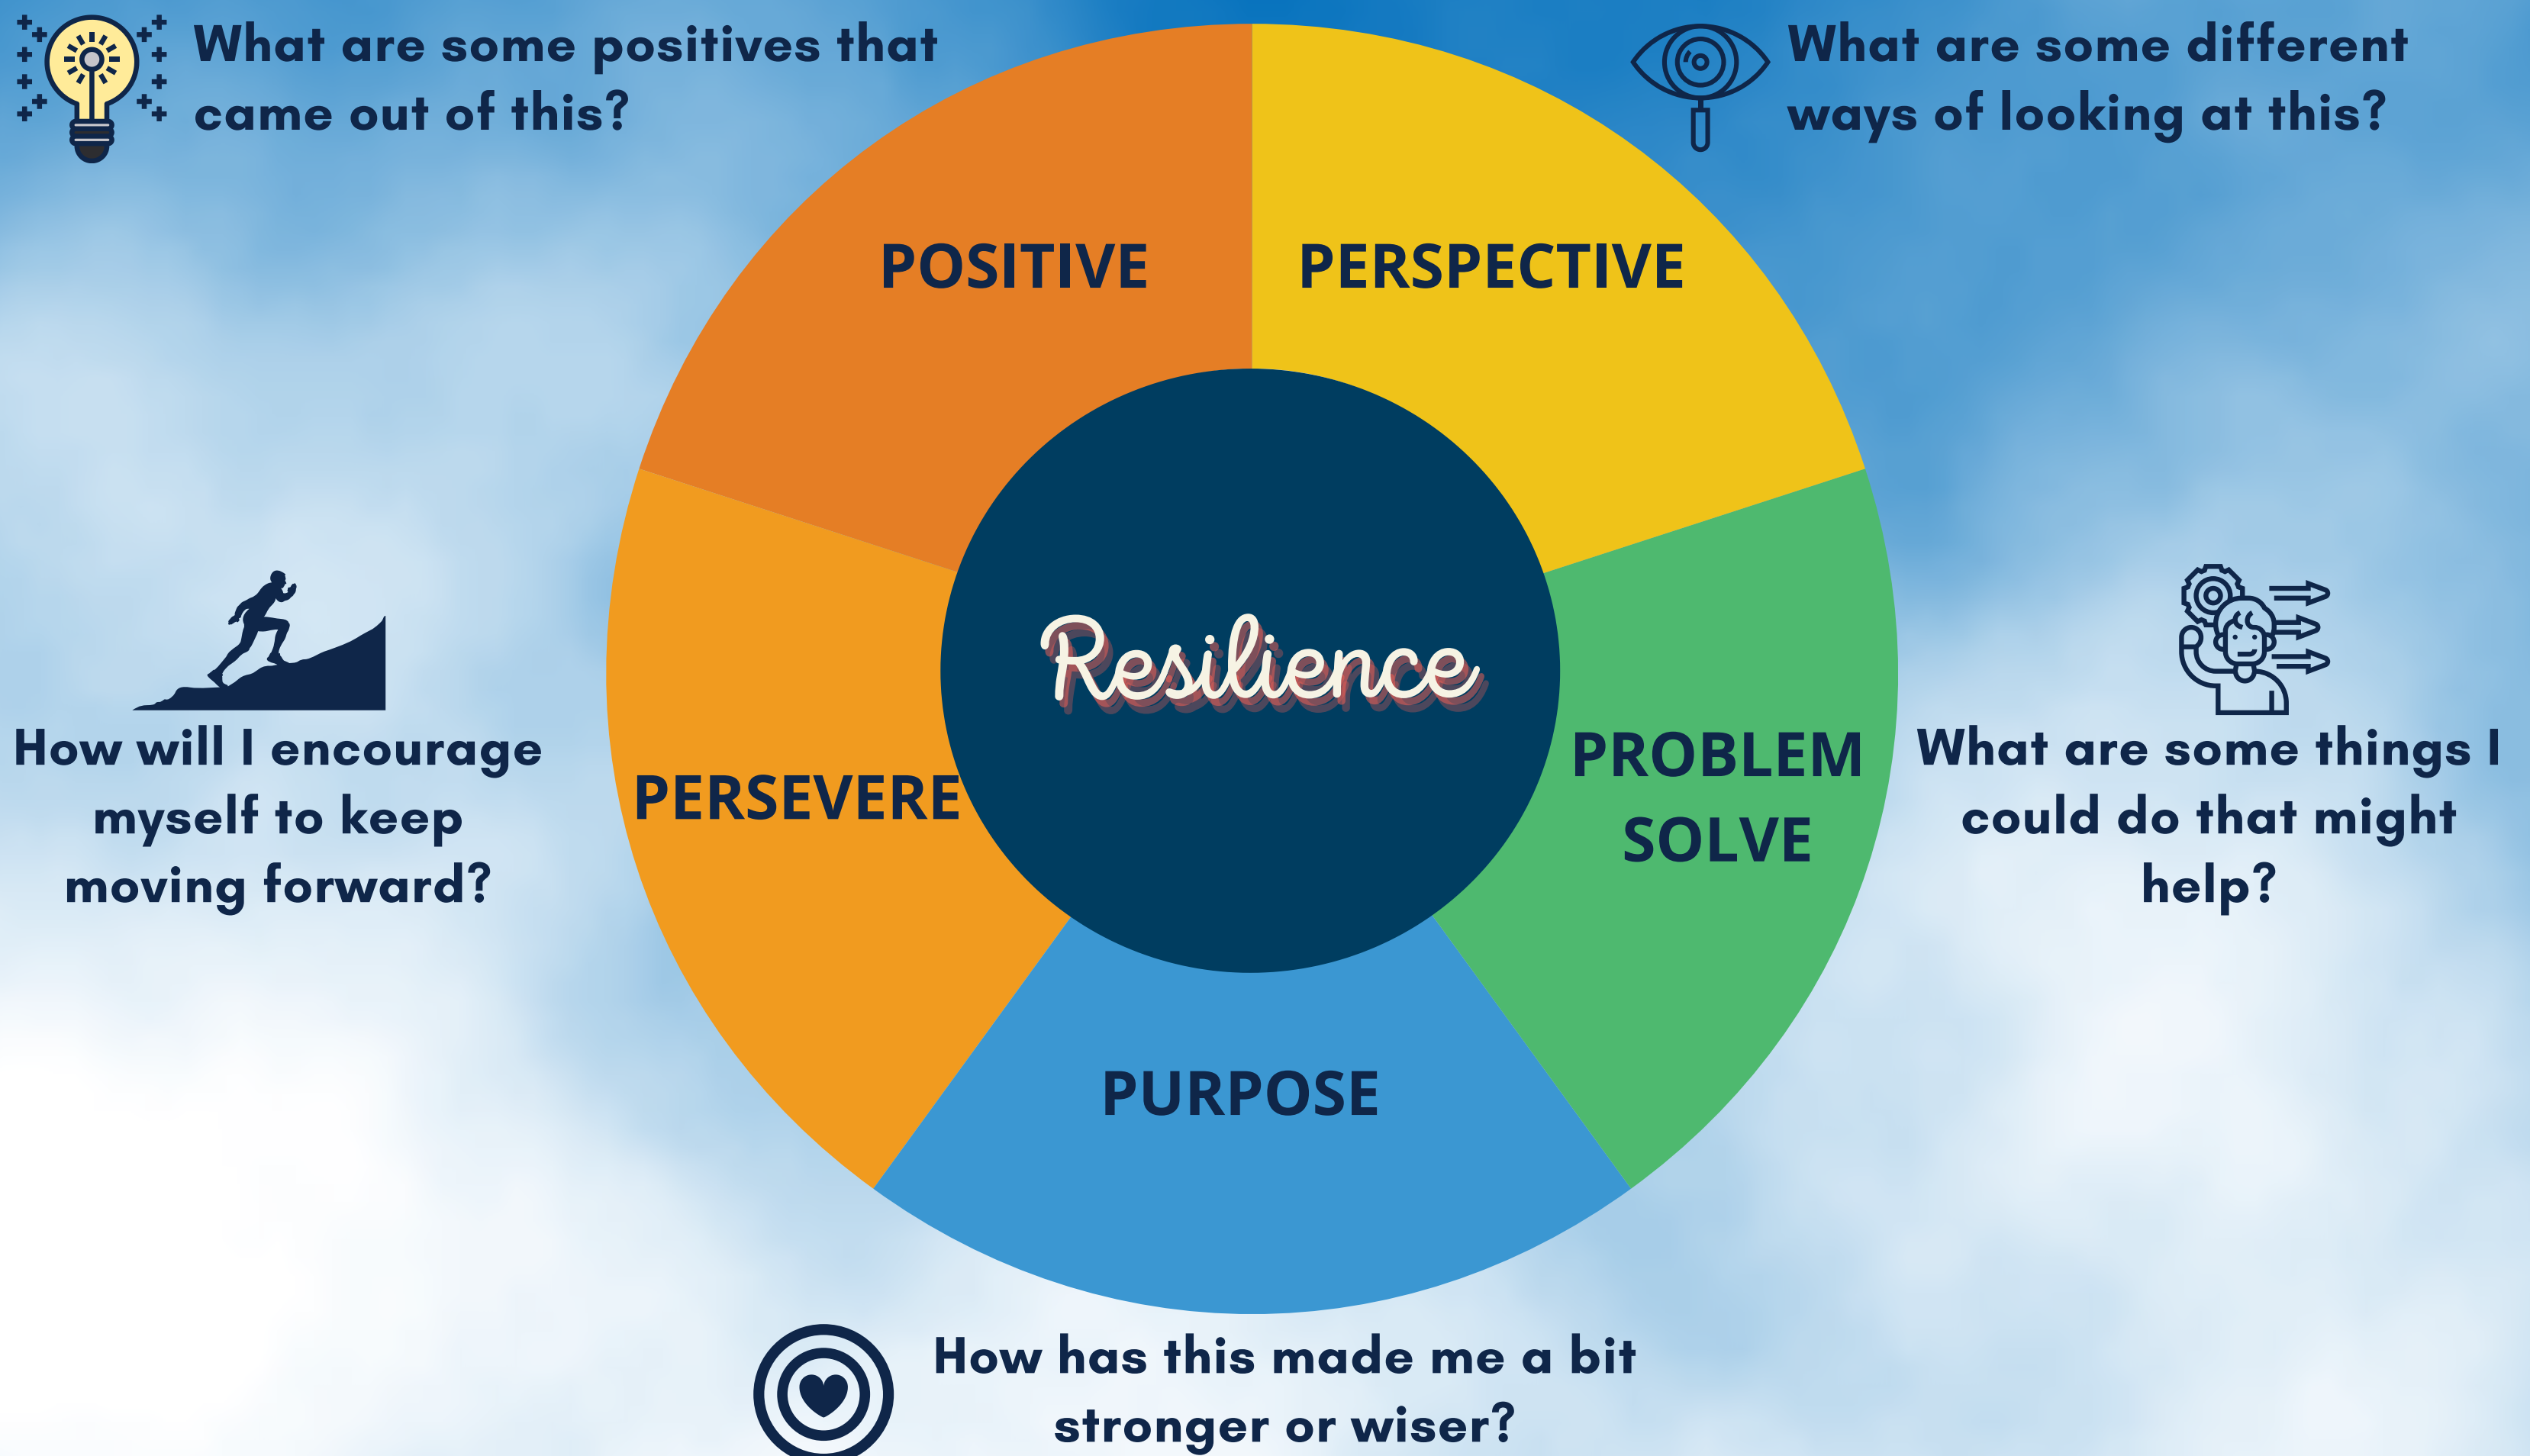 What are some positives that
came out of this?
What are some different
ways of looking at this?
POSITIVE
PERSPECTIVE
Resilience
How will I encourage
myself to keep
moving forward?
PERSEVERE
PROBLEM
SOLVE
What are some things I
could do that might
help?
PURPOSE
How has this made me a bit
stronger or wiser?